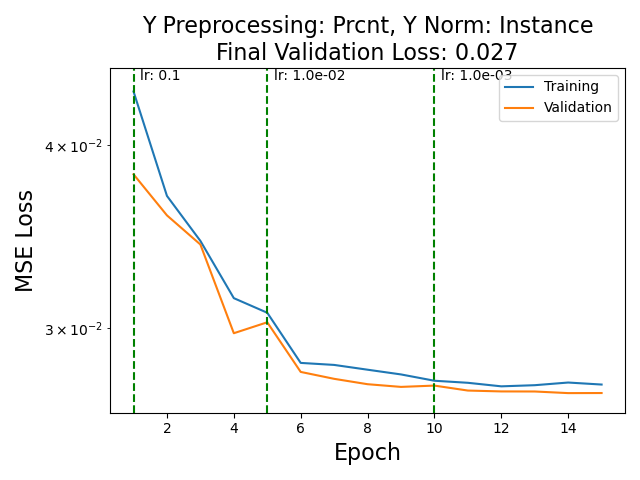 Y Preprocessing: Prcnt, Y Norm: Instance
Final Validation Loss: 0.027
lr: 0.1
lr: 1.0e-02
lr: 1.0e-03
Training
Validation
4 × 10⁻²
3 × 10⁻²
MSE Loss
2 4 6 8 10 12 14
Epoch